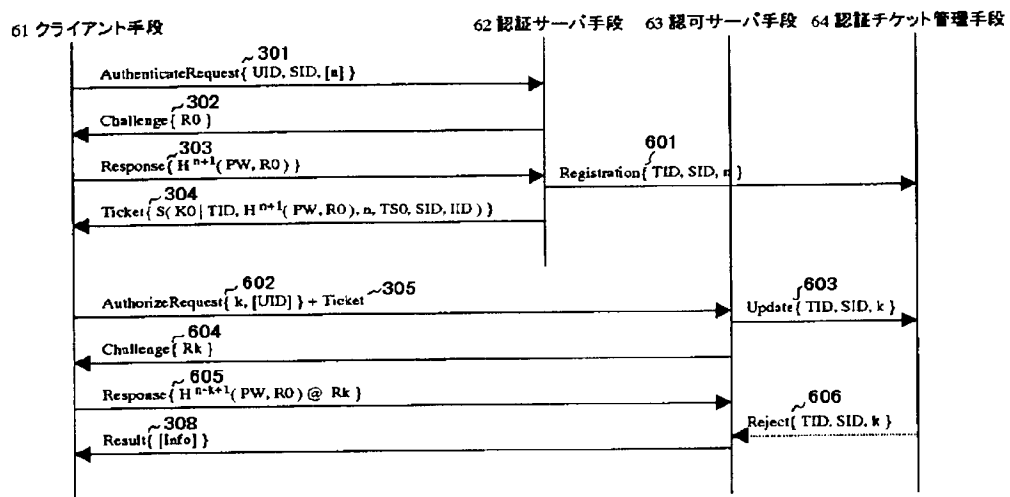 61 クライアント手段
62 認証サーバ手段
63 認可サーバ手段
64 認証チケット管理手段
301
AuthenticateRequest{ UID, SID, [n] }
302
Challenge{ R0 }
303
Response{ H^n+1( PW, R0 ) }
601
Registration{ TID, SID, n }
304
Ticket{ S( K0 | TID, H^n+1( PW, R0 ), n, TS0, SID, IID ) }
602
AuthorizeRequest{ k, [UID] } + Ticket
305
603
Update{ TID, SID, k }
604
Challenge{ Rk }
605
Response{ H^n-k+1( PW, R0 ) @ Rk }
606
Reject{ TID, SID, k }
308
Result{ [Info] }